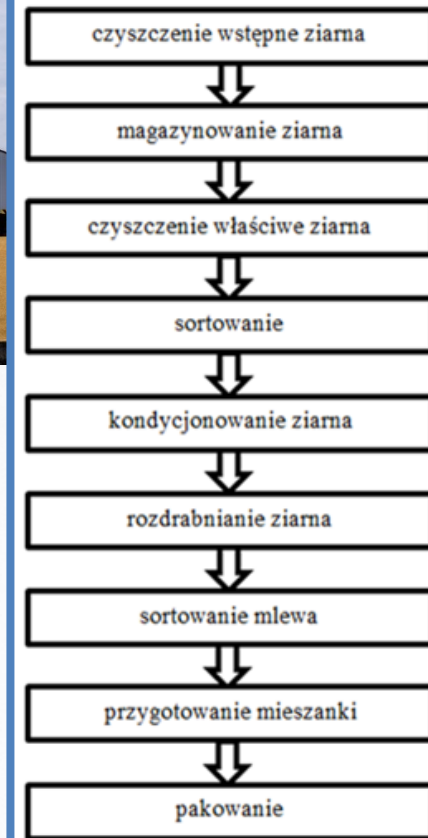 czyszczenie wstępne ziarna
magazynowanie ziarna
czyszczenie właściwe ziarna
sortowanie
kondycjonowanie ziarna
rozdrabnianie ziarna
sortowanie mlewa
przygotowanie mieszanki
pakowanie